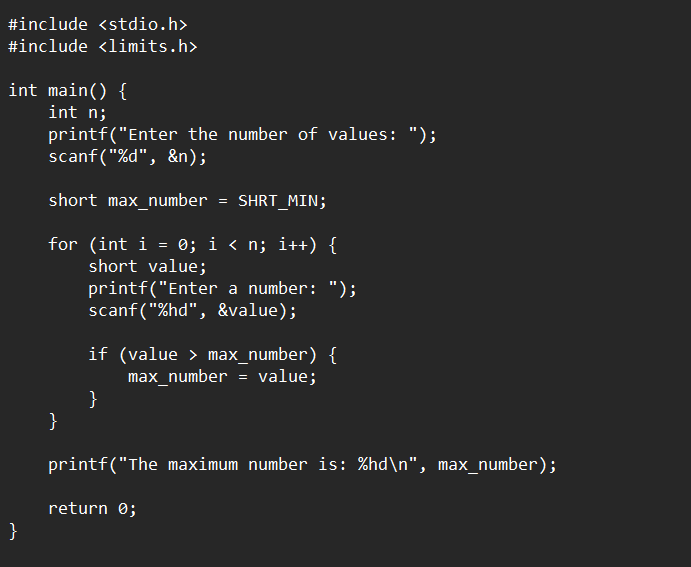 #include <stdio.h>
#include <limits.h>
int main() {
int n;
printf("Enter the number of values: ");
scanf("%d", &n);
short max_number = SHRT_MIN;
for (int i = 0; i < n; i++) {
short value;
printf("Enter a number: ");
scanf("%hd", &value);
if (value > max_number) {
max_number = value;
}
}
printf("The maximum number is: %hd\n", max_number);
return 0;
}